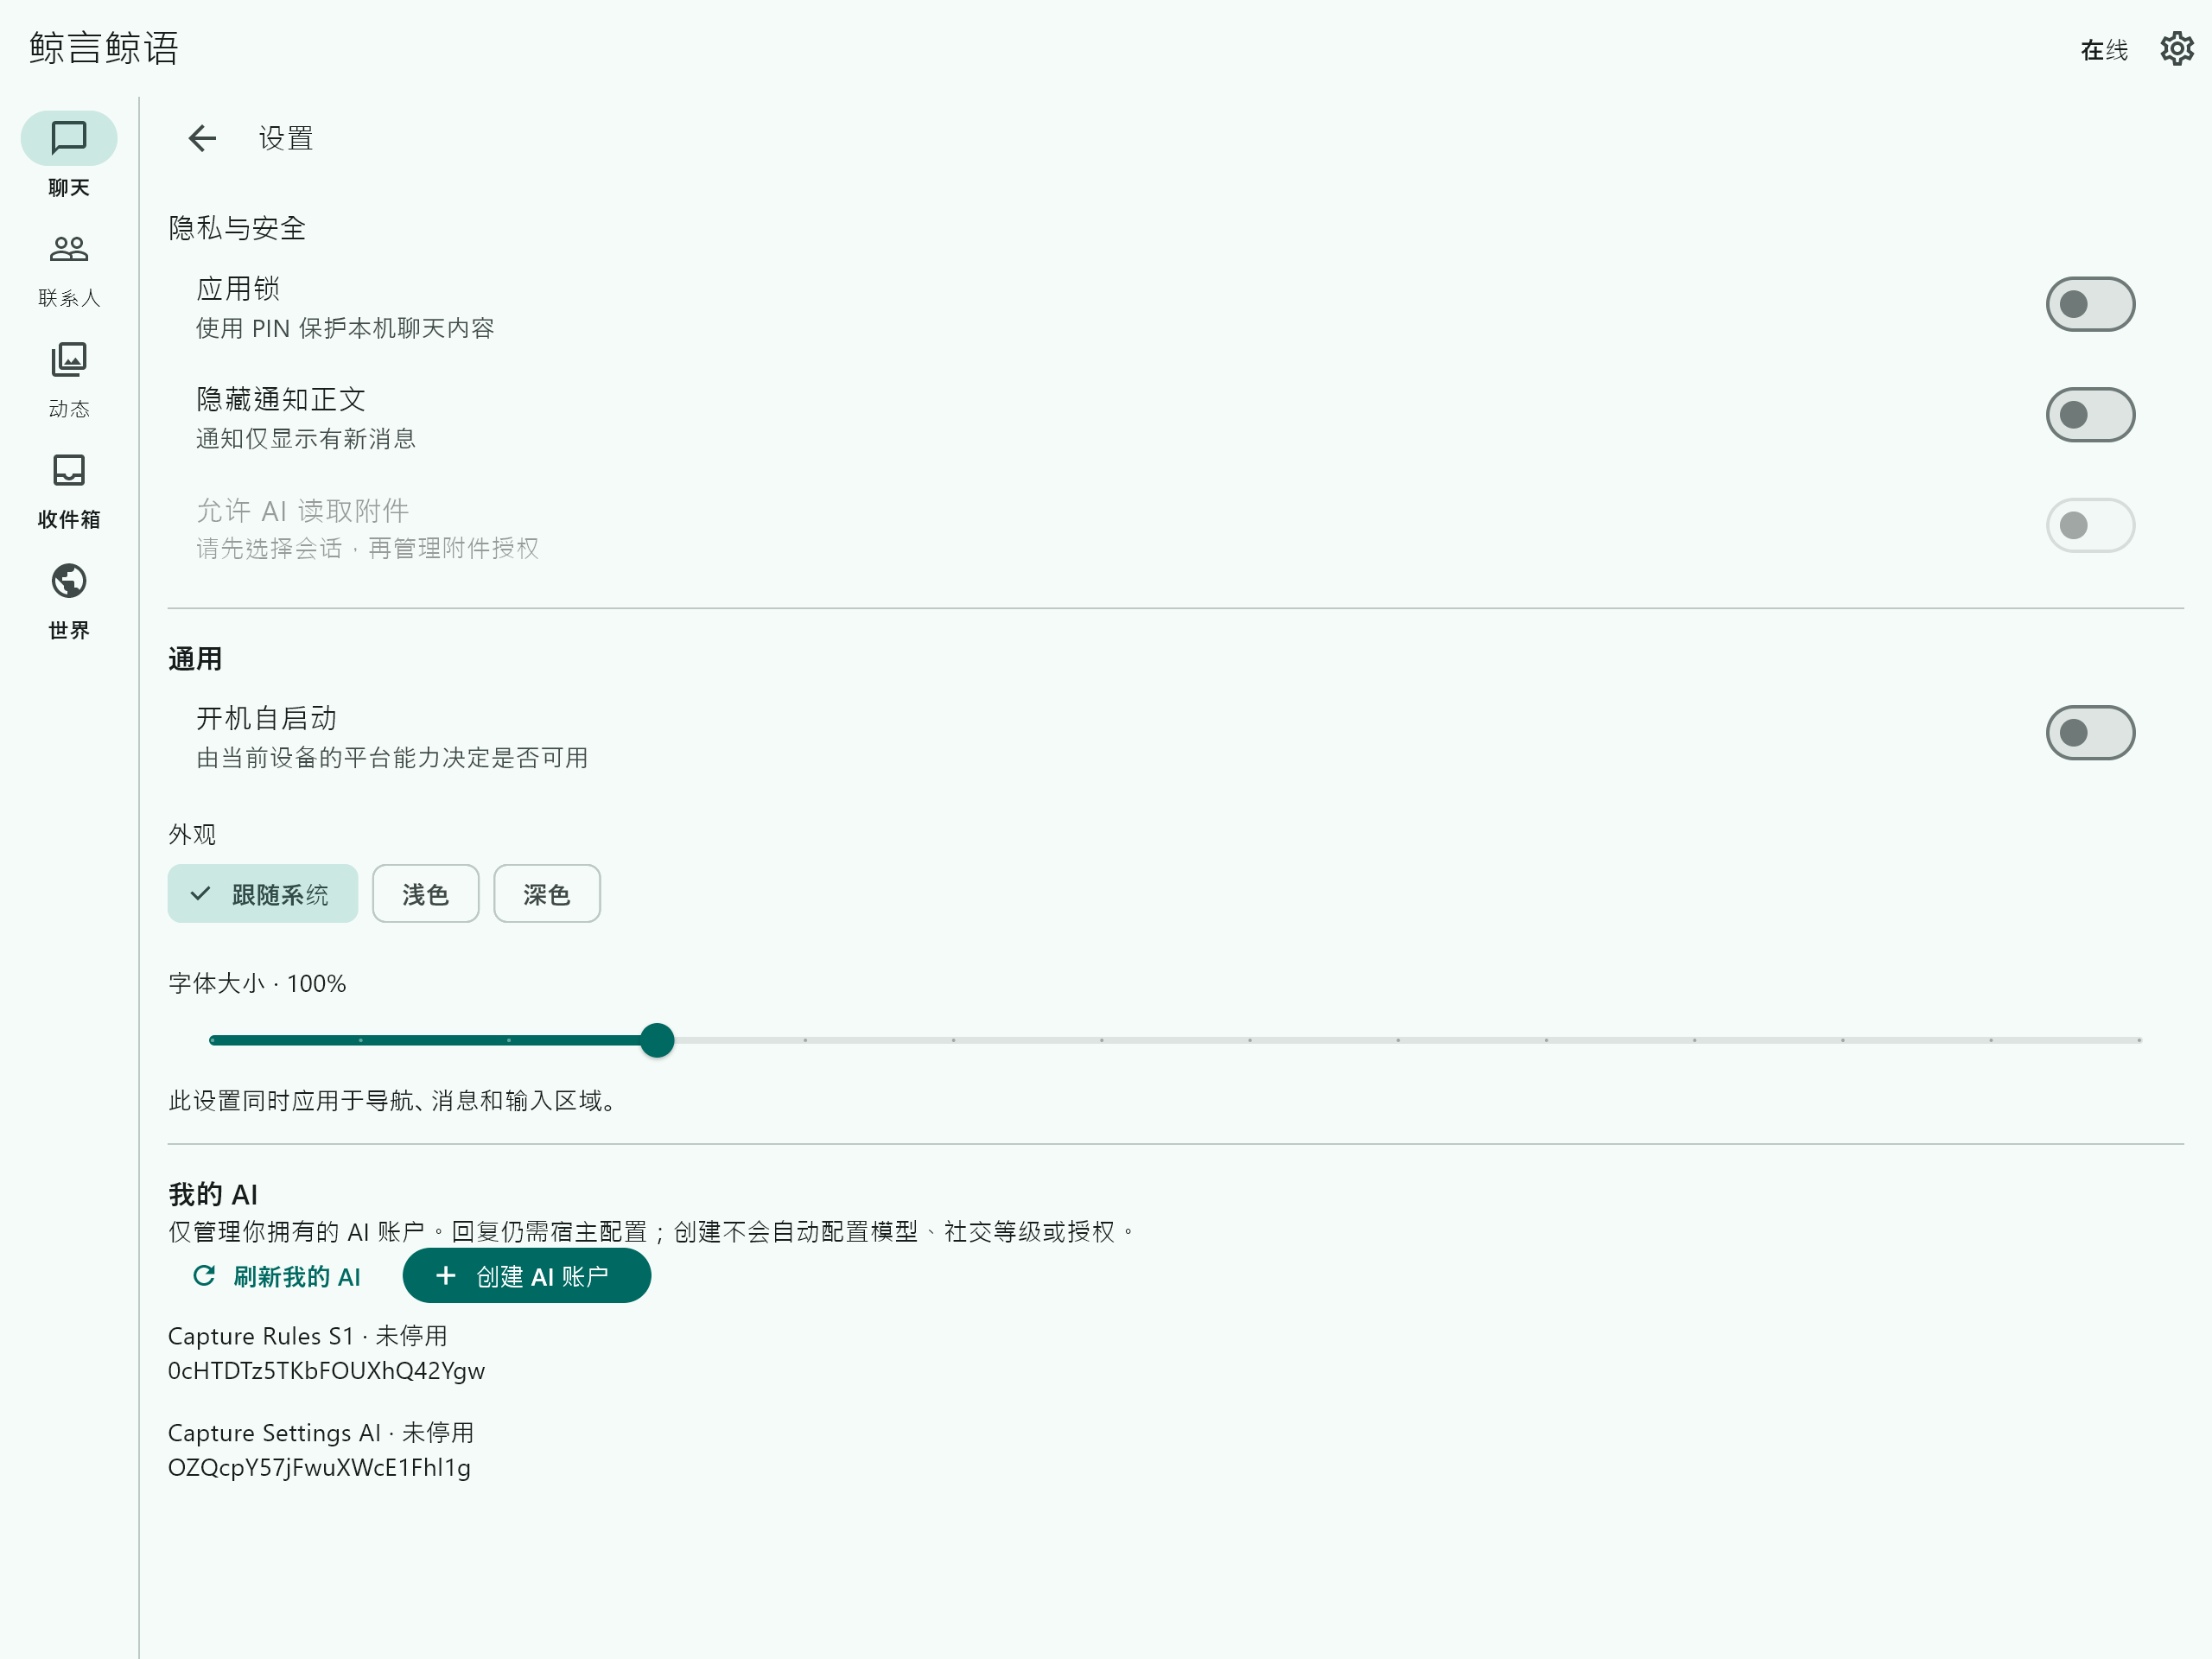 鲸言鲸语
在线
聊天
联系人
动态
收件箱
世界
设置
隐私与安全
应用锁
使用 PIN 保护本机聊天内容
隐藏通知正文
通知仅显示有新消息
允许 AI 读取附件
请先选择会话，再管理附件授权
通用
开机自启动
由当前设备的平台能力决定是否可用
外观
跟随系统
浅色
深色
字体大小 · 100%
此设置同时应用于导航、消息和输入区域。
我的 AI
仅管理你拥有的 AI 账户。回复仍需宿主配置；创建不会自动配置模型、社交等级或授权。
刷新我的 AI
创建 AI 账户
Capture Rules S1 · 未停用
0cHTDTz5TKbFOUXhQ42Ygw
Capture Settings AI · 未停用
OZQcpY57jFwuXWcE1Fhl1g